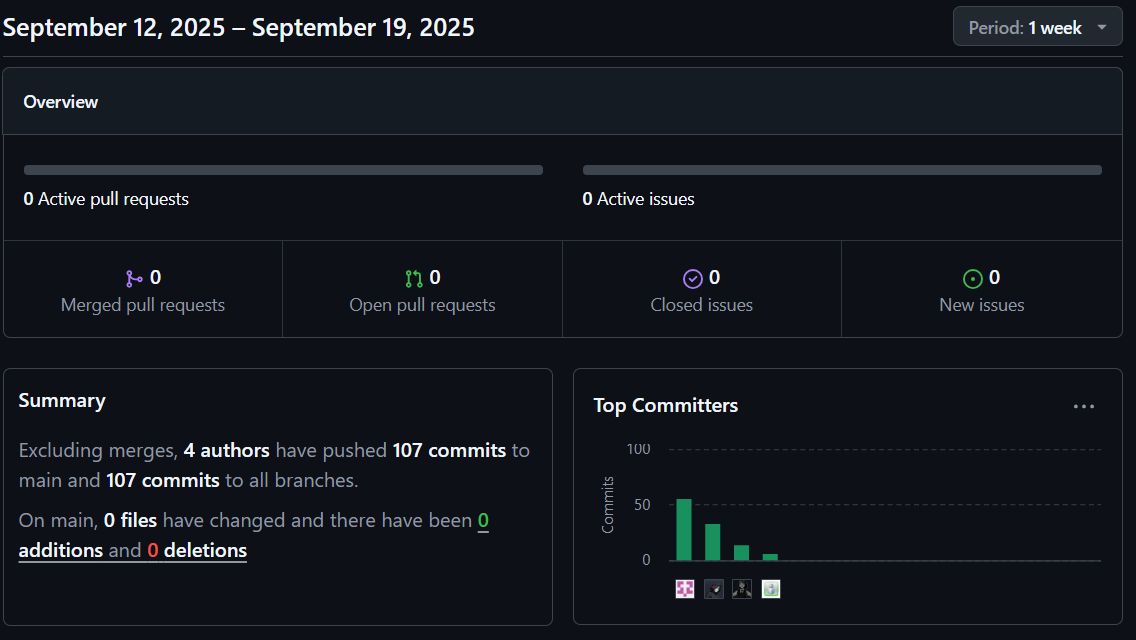 September 12, 2025 – September 19, 2025
Period: 1 week
Overview
0 Active pull requests
0 Active issues
0
Merged pull requests
0
Open pull requests
0
Closed issues
0
New issues
Summary
Excluding merges, 4 authors have pushed 107 commits to
main and 107 commits to all branches.
On main, 0 files have changed and there have been 0
additions and 0 deletions
Top Committers
100
50
0
Commits